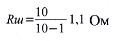 Rш = 10/(10−1) 1,1 Ом